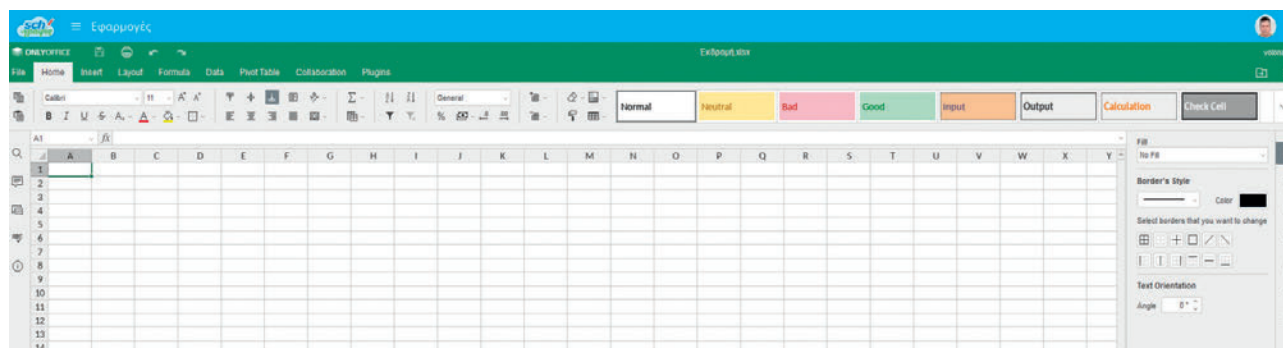 sch Εφαρμογές
ONLYOFFICE Εκδρομή.xlsx
File Home Insert Layout Formula Data Pivot Table Collaboration Plugins
Calibri 11 General Normal Neutral Bad Good Input Output Calculation Check Cell
B I U
A1 fx
A B C D E F G H I J K L M N O P Q R S T U V W X Y
1
2
3
4
5
6
7
8
9
10
11
12
13
14
Fill
No Fill
Border's Style
Color
Select borders that you want to change
Text Orientation
Angle 0°